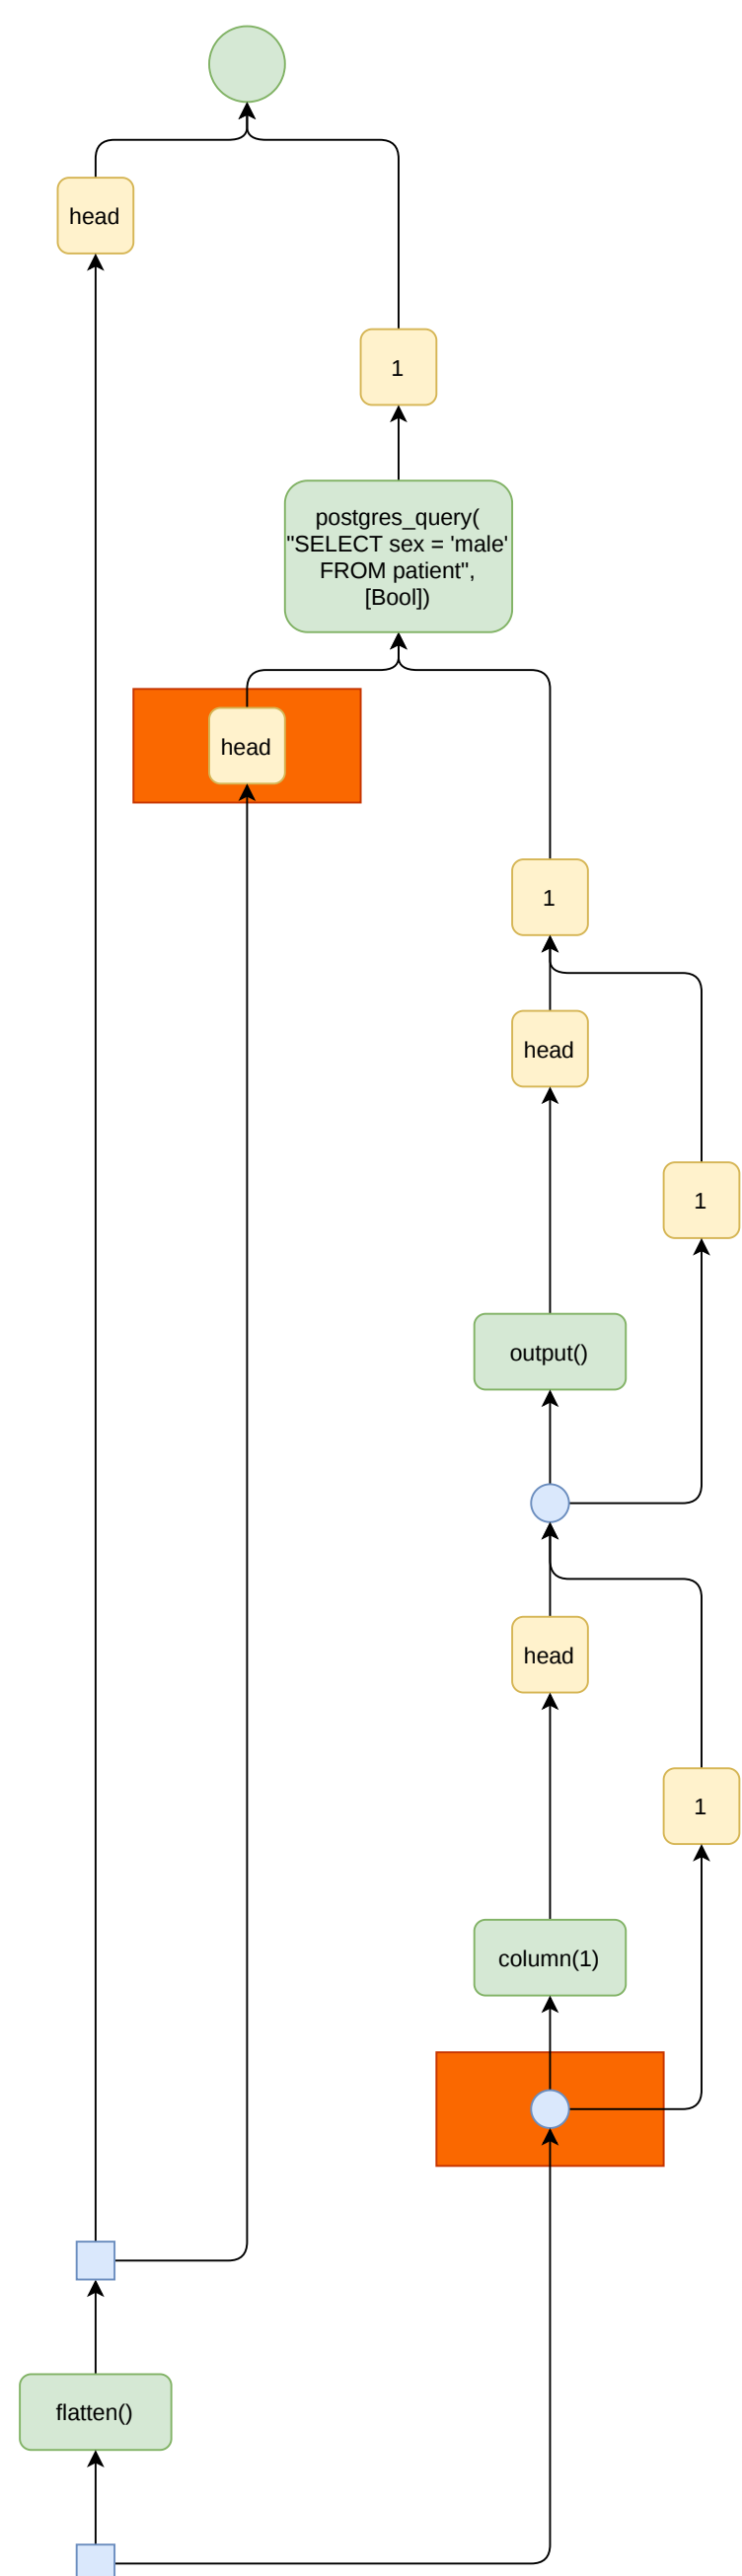 head
1
postgres_query(
"SELECT sex = 'male'
FROM patient",
[Bool])
head
1
head
1
output()
head
1
column(1)
flatten()